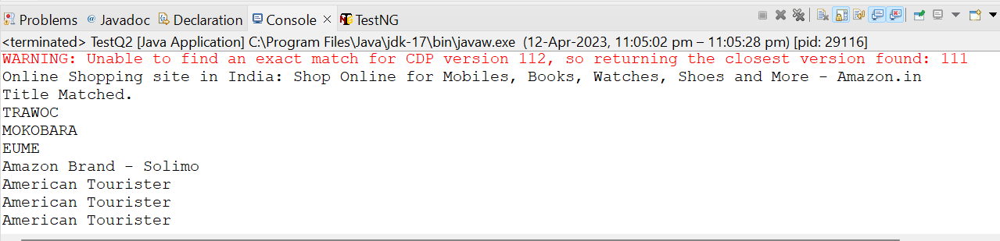 Problems @ Javadoc Declaration Console × TestNG
<terminated> TestQ2 [Java Application] C:\Program Files\Java\jdk-17\bin\javaw.exe (12-Apr-2023, 11:05:02 pm – 11:05:28 pm) [pid: 29116]
WARNING: Unable to find an exact match for CDP version 112, so returning the closest version found: 111
Online Shopping site in India: Shop Online for Mobiles, Books, Watches, Shoes and More - Amazon.in
Title Matched.
TRAWOC
MOKOBARA
EUME
Amazon Brand - Solimo
American Tourister
American Tourister
American Tourister